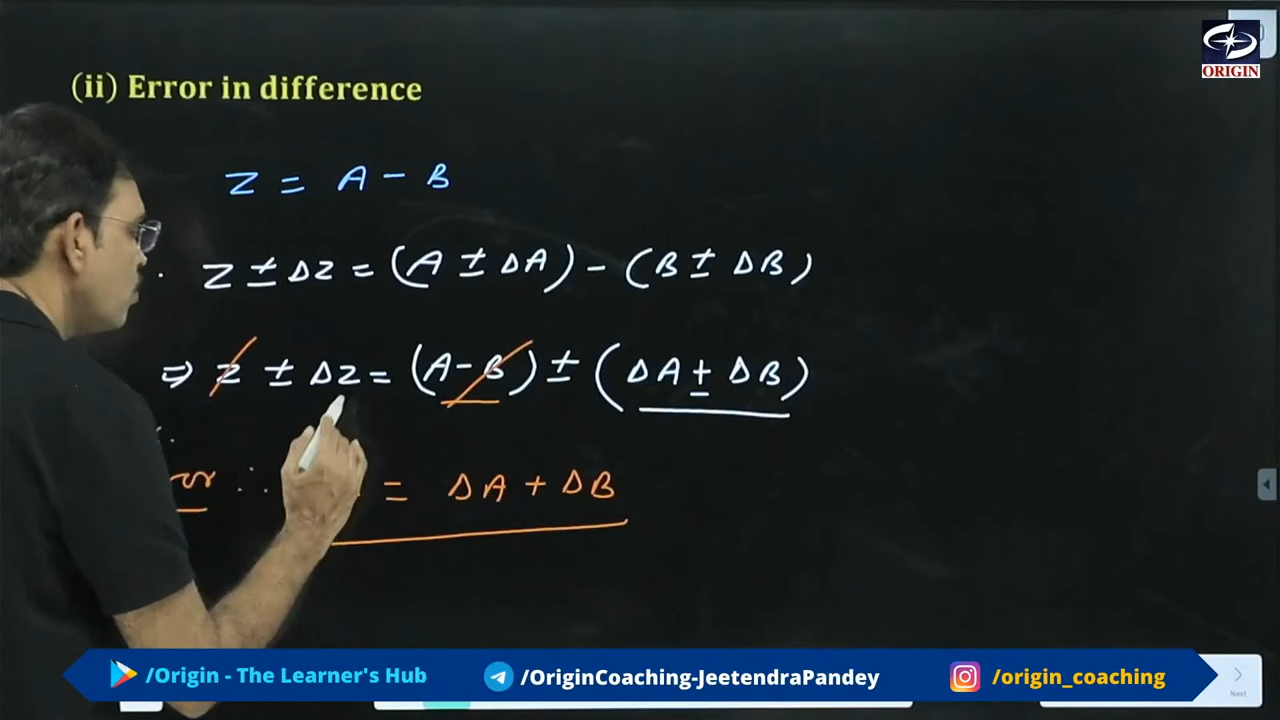 ORIGIN
(ii) Error in difference
Z = A - B
Z ± ΔZ = (A ± ΔA) - (B ± ΔB)
⇒ Z ± ΔZ = (A - B) ± (ΔA ± ΔB)
∴ = ΔA + ΔB
/Origin - The Learner's Hub
/OriginCoaching-JeetendraPandey
/origin_coaching
Next